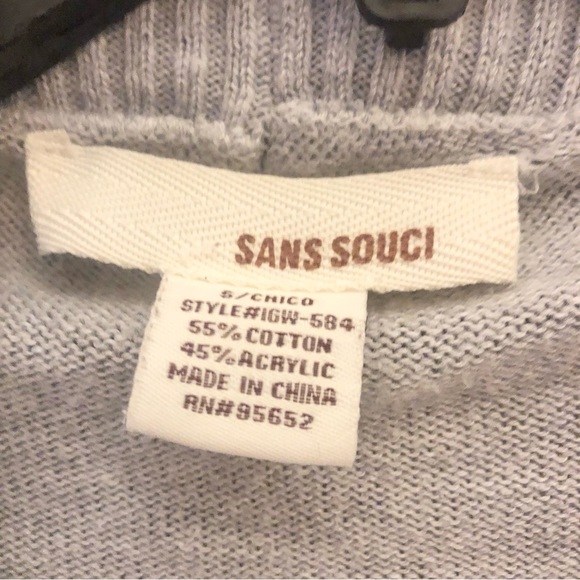 SANS SOUCI
S/CHICO
STYLE#IGW-584
55% COTTON
45% ACRYLIC
MADE IN CHINA
RN#95652